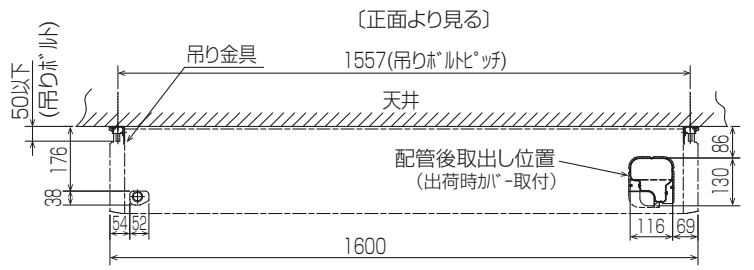 〔正面より見る〕
吊り金具
1557(吊りﾎﾞﾙﾄﾋﾟｯﾁ)
50以下
(吊りﾎﾞﾙﾄ)
天井
176
38
配管後取出し位置
(出荷時ｶﾊﾞｰ取付)
86
130
54
52
116
69
1600